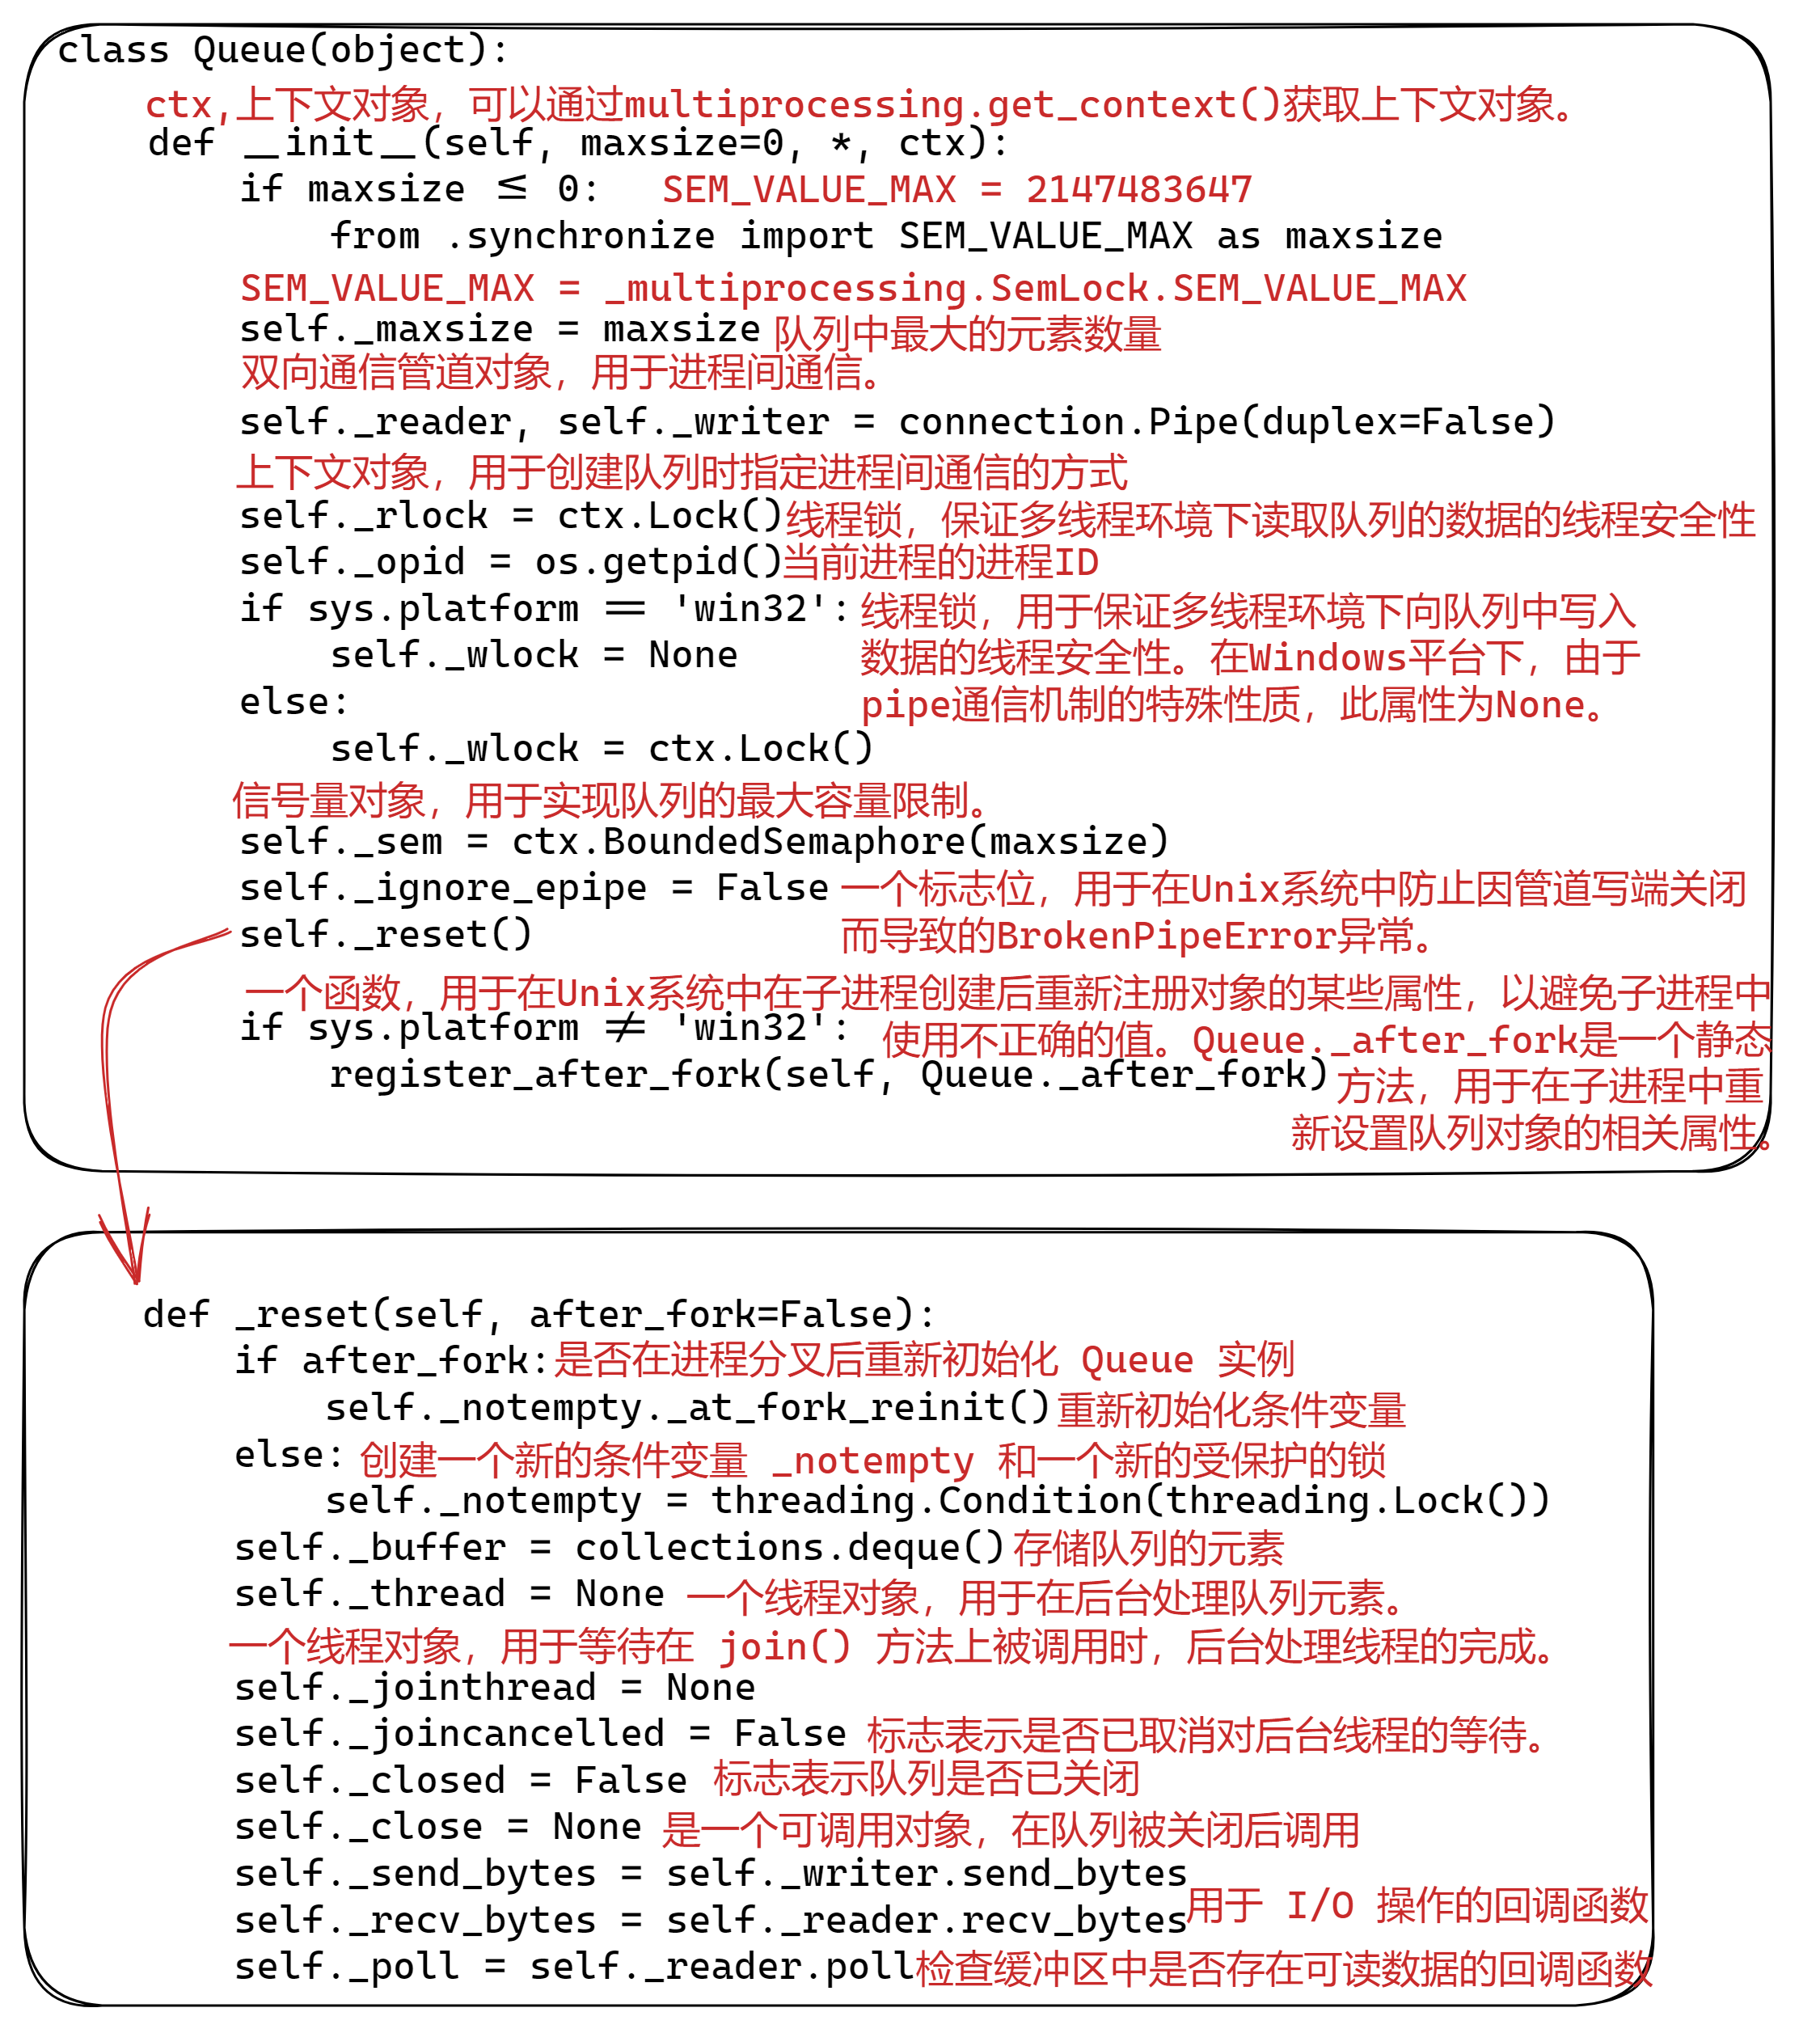 class Queue(object):
ctx,上下文对象，可以通过multiprocessing.get_context()获取上下文对象。
def __init__(self, maxsize=0, *, ctx):
if maxsize <= 0: SEM_VALUE_MAX = 2147483647
from .synchronize import SEM_VALUE_MAX as maxsize
SEM_VALUE_MAX = _multiprocessing.SemLock.SEM_VALUE_MAX
self._maxsize = maxsize 队列中最大的元素数量
双向通信管道对象，用于进程间通信。
self._reader, self._writer = connection.Pipe(duplex=False)
上下文对象，用于创建队列时指定进程间通信的方式
self._rlock = ctx.Lock()线程锁，保证多线程环境下读取队列的数据的线程安全性
self._opid = os.getpid()当前进程的进程ID
if sys.platform == 'win32': 线程锁，用于保证多线程环境下向队列中写入
self._wlock = None 数据的线程安全性。在Windows平台下，由于
else: pipe通信机制的特殊性质，此属性为None。
self._wlock = ctx.Lock()
信号量对象，用于实现队列的最大容量限制。
self._sem = ctx.BoundedSemaphore(maxsize)
self._ignore_epipe = False 一个标志位，用于在Unix系统中防止因管道写端关闭
self._reset() 而导致的BrokenPipeError异常。
一个函数，用于在Unix系统中在子进程创建后重新注册对象的某些属性，以避免子进程中
if sys.platform != 'win32': 使用不正确的值。Queue._after_fork是一个静态
register_after_fork(self, Queue._after_fork) 方法，用于在子进程中重
新设置队列对象的相关属性。
def _reset(self, after_fork=False):
if after_fork:是否在进程分叉后重新初始化 Queue 实例
self._notempty._at_fork_reinit()重新初始化条件变量
else: 创建一个新的条件变量 _notempty 和一个新的受保护的锁
self._notempty = threading.Condition(threading.Lock())
self._buffer = collections.deque()存储队列的元素
self._thread = None 一个线程对象，用于在后台处理队列元素。
一个线程对象，用于等待在 join() 方法上被调用时，后台处理线程的完成。
self._jointhread = None
self._joincancelled = False 标志表示是否已取消对后台线程的等待。
self._closed = False 标志表示队列是否已关闭
self._close = None 是一个可调用对象，在队列被关闭后调用
self._send_bytes = self._writer.send_bytes
用于 I/O 操作的回调函数
self._recv_bytes = self._reader.recv_bytes
self._poll = self._reader.poll检查缓冲区中是否存在可读数据的回调函数